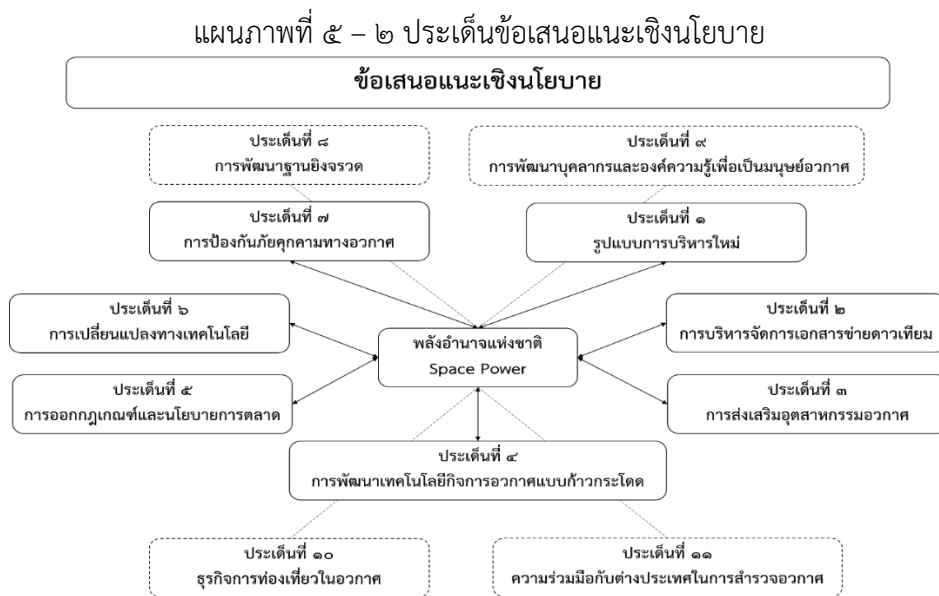 แผนภาพที่ ๕ – ๒ ประเด็นข้อเสนอแนะเชิงนโยบาย
ข้อเสนอแนะเชิงนโยบาย
ประเด็นที่ ๘
การพัฒนาฐานยิงจรวด
ประเด็นที่ ๙
การพัฒนาบุคลากรและองค์ความรู้เพื่อเป็นมนุษย์อวกาศ
ประเด็นที่ ๗
การป้องกันภัยคุกคามทางอวกาศ
ประเด็นที่ ๑
รูปแบบการบริหารใหม่
ประเด็นที่ ๖
การเปลี่ยนแปลงทางเทคโนโลยี
พลังอำนาจแห่งชาติ
Space Power
ประเด็นที่ ๒
การบริหารจัดการเอกสารข่ายดาวเทียม
ประเด็นที่ ๕
การออกกฎเกณฑ์และนโยบายการตลาด
ประเด็นที่ ๓
การส่งเสริมอุตสาหกรรมอวกาศ
ประเด็นที่ ๔
การพัฒนาเทคโนโลยีกิจการอวกาศแบบก้าวกระโดด
ประเด็นที่ ๑๐
ธุรกิจการท่องเที่ยวในอวกาศ
ประเด็นที่ ๑๑
ความร่วมมือกับต่างประเทศในการสำรวจอวกาศ